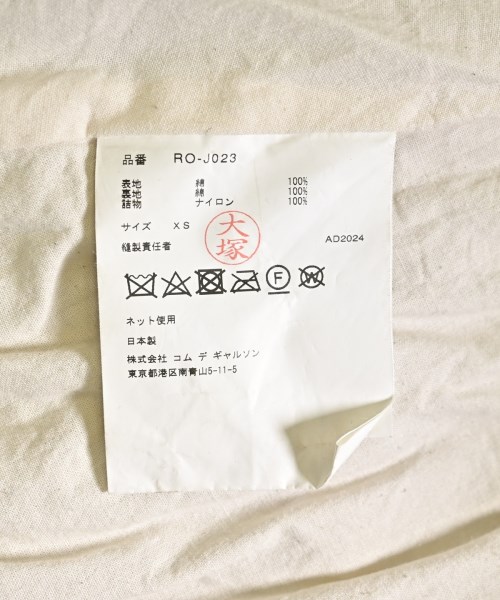 品番 RO-J023
表地 綿 100%
裏地 綿 100%
詰物 ナイロン 100%
サイズ XS
大塚
縫製責任者 AD2024
F W
ネット使用
日本製
株式会社 コム デ ギャルソン
東京都港区南青山5-11-5